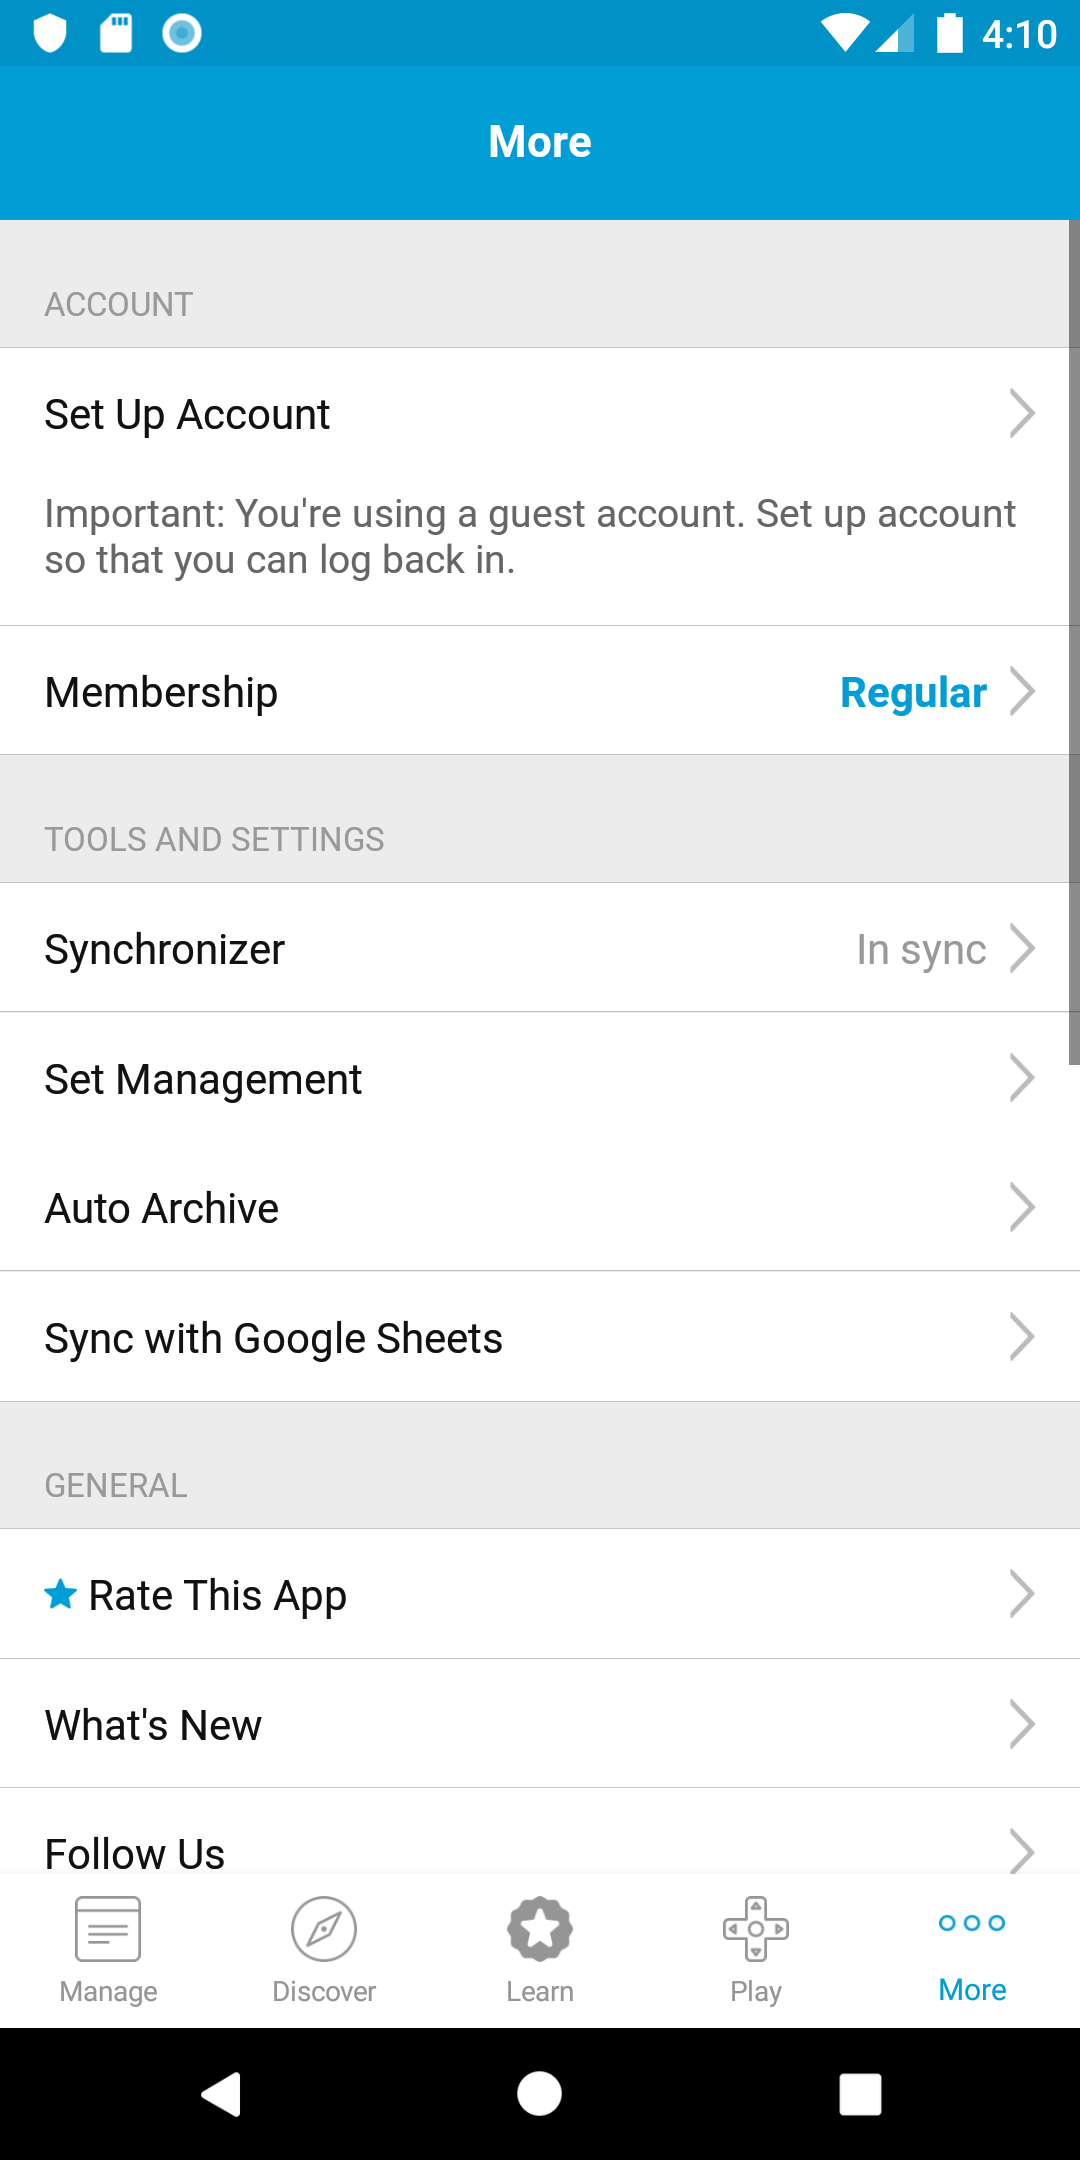 4:10
More
ACCOUNT
Set Up Account
Important: You're using a guest account. Set up account
so that you can log back in.
Membership Regular
TOOLS AND SETTINGS
Synchronizer In sync
Set Management
Auto Archive
Sync with Google Sheets
GENERAL
Rate This App
What's New
Follow Us
Manage Discover Learn Play More